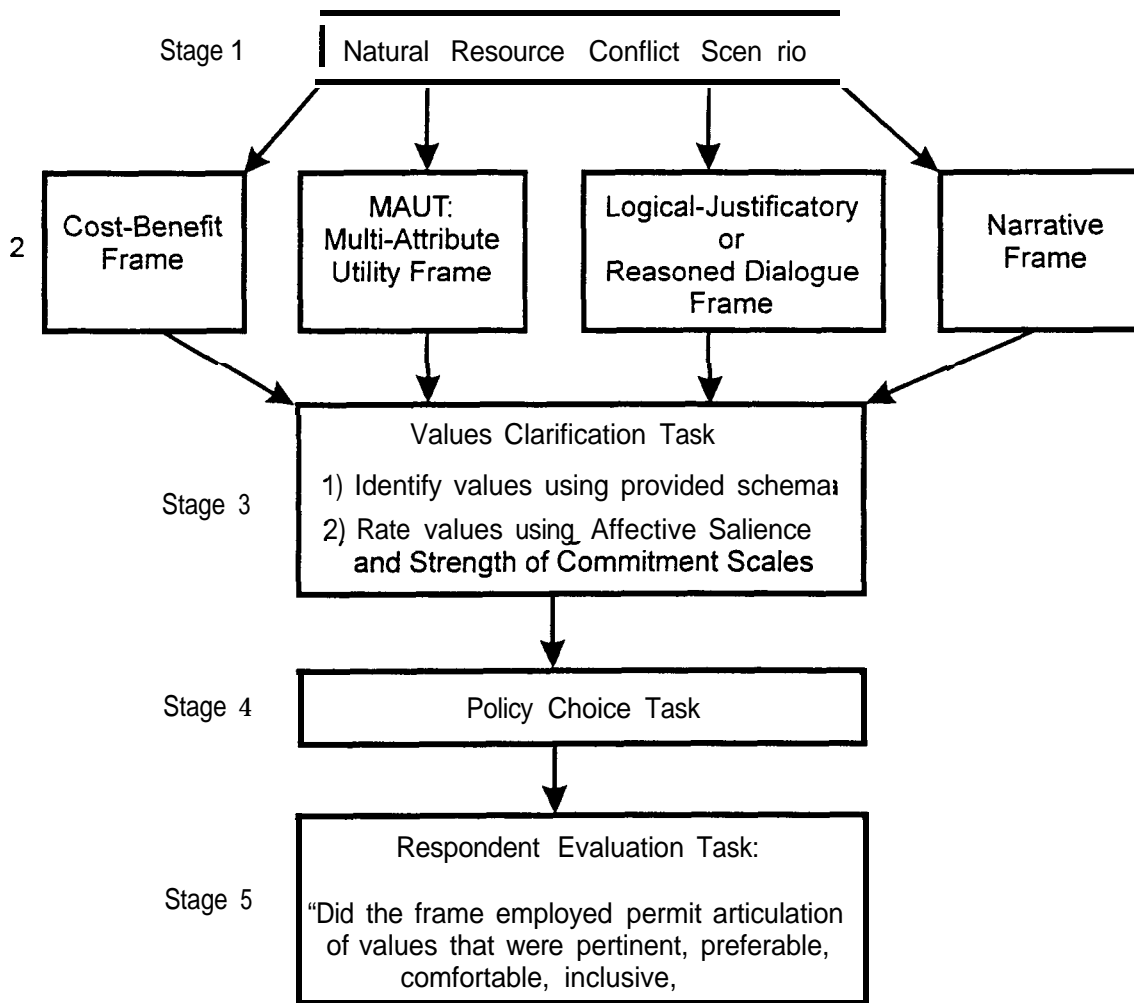 Stage 1
Natural Resource Conflict Scen rio
2
Cost-Benefit
Frame
MAUT:
Multi-Attribute
Utility Frame
Logical-Justificatory
or
Reasoned Dialogue
Frame
Narrative
Frame
Stage 3
Values Clarification Task
1) Identify values using provided schema
2) Rate values using Affective Salience
and Strength of Commitment Scales
Stage 4
Policy Choice Task
Stage 5
Respondent Evaluation Task:
“Did the frame employed permit articulation
of values that were pertinent, preferable,
comfortable, inclusive,